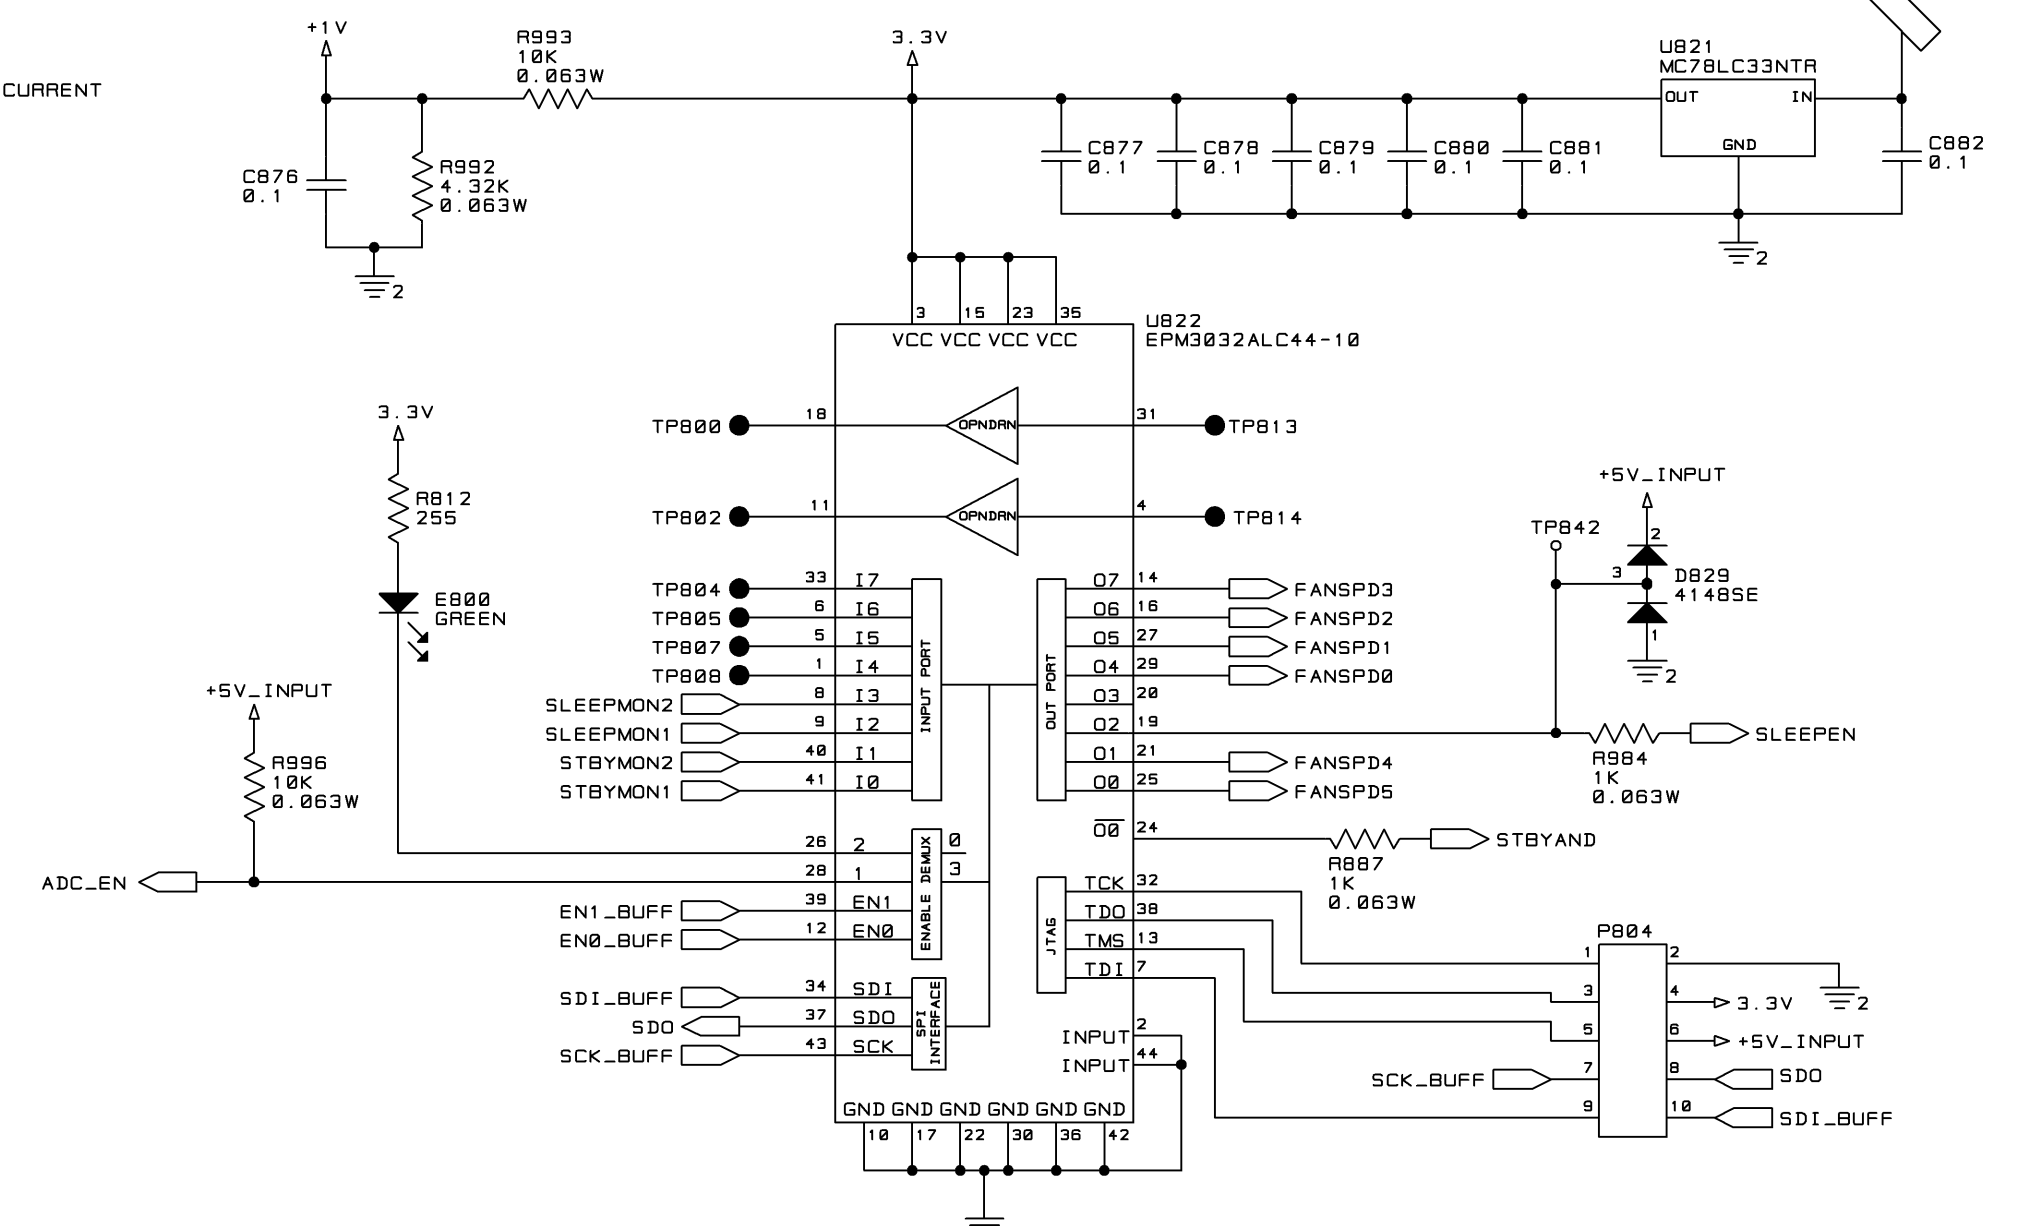 CURRENT
+1V
R993
10K
0.063W
3.3V
U821
MC78LC33NTR
OUT
IN
GND
C876
0.1
R992
4.32K
0.063W
2
C877
0.1
C878
0.1
C879
0.1
C880
0.1
C881
0.1
C882
0.1
2
3
15
23
35
VCC VCC VCC VCC
U822
EPM3032ALC44-10
3.3V
R812
255
E800
GREEN
TP800
18
OPNDRN
31
TP813
TP802
11
OPNDRN
4
TP814
TP804
33
I7
TP805
6
I6
TP807
5
I5
TP808
1
I4
SLEEPMON2
8
I3
SLEEPMON1
9
I2
STBYMON2
40
I1
STBYMON1
41
I0
INPUT PORT
OUT PORT
O7
14
FANSPD3
O6
16
FANSPD2
O5
27
FANSPD1
O4
29
FANSPD0
O3
20
O2
19
O1
21
FANSPD4
O0
25
FANSPD5
O0
24
+5V_INPUT
TP842
2
3
D829
4148SE
1
2
SLEEPEN
R984
1K
0.063W
STBYAND
R887
1K
0.063W
+5V_INPUT
R996
10K
0.063W
ADC_EN
26
2
28
1
EN1_BUFF
39
EN1
EN0_BUFF
12
EN0
ENABLE DEMUX
0
3
SDI_BUFF
34
SDI
SDO
37
SDO
SCK_BUFF
43
SCK
SPI
INTERFACE
JTAG
TCK
32
TDO
38
TMS
13
TDI
7
INPUT
2
INPUT
44
GND GND GND GND GND GND
10
17
22
30
36
42
P804
1
2
2
3
4
3.3V
5
6
+5V_INPUT
SCK_BUFF
7
8
SDO
9
10
SDI_BUFF